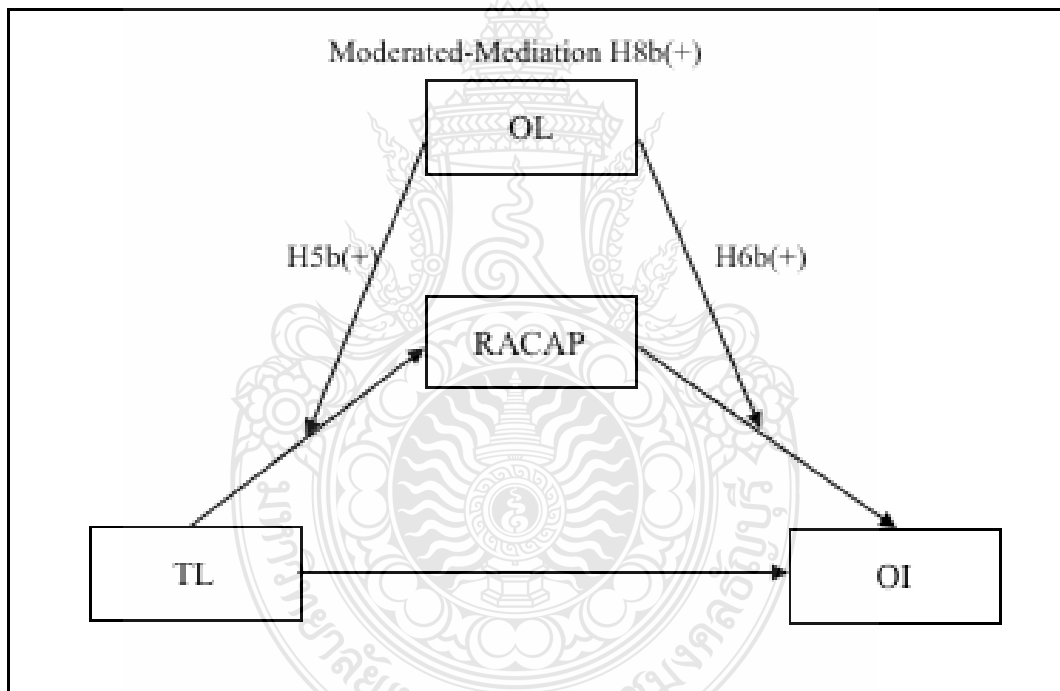 Moderated-Mediation H8b(+)
OL
H5b(+)
H6b(+)
RACAP
TL
OI